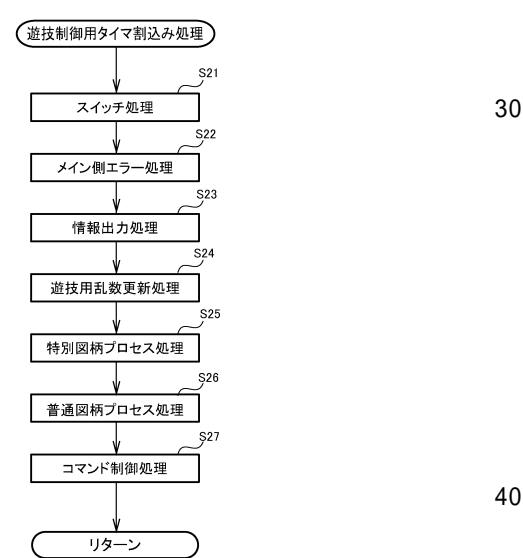 遊技制御用タイマ割込み処理
S21
スイッチ処理
30
S22
メイン側エラー処理
S23
情報出力処理
S24
遊技用乱数更新処理
S25
特別図柄プロセス処理
S26
普通図柄プロセス処理
S27
コマンド制御処理
40
リターン